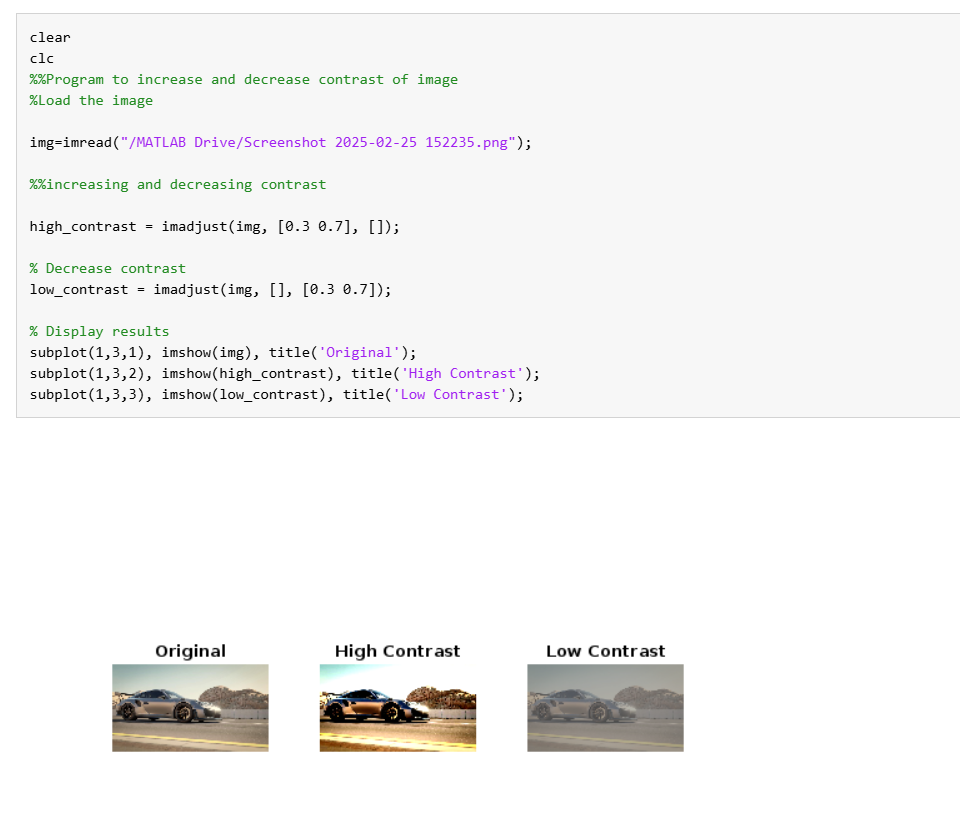 clear
clc
%%Program to increase and decrease contrast of image
%Load the image
img=imread("/MATLAB Drive/Screenshot 2025-02-25 152235.png");
%%increasing and decreasing contrast
high_contrast = imadjust(img, [0.3 0.7], []);
% Decrease contrast
low_contrast = imadjust(img, [], [0.3 0.7]);
% Display results
subplot(1,3,1), imshow(img), title('Original');
subplot(1,3,2), imshow(high_contrast), title('High Contrast');
subplot(1,3,3), imshow(low_contrast), title('Low Contrast');
Original High Contrast Low Contrast